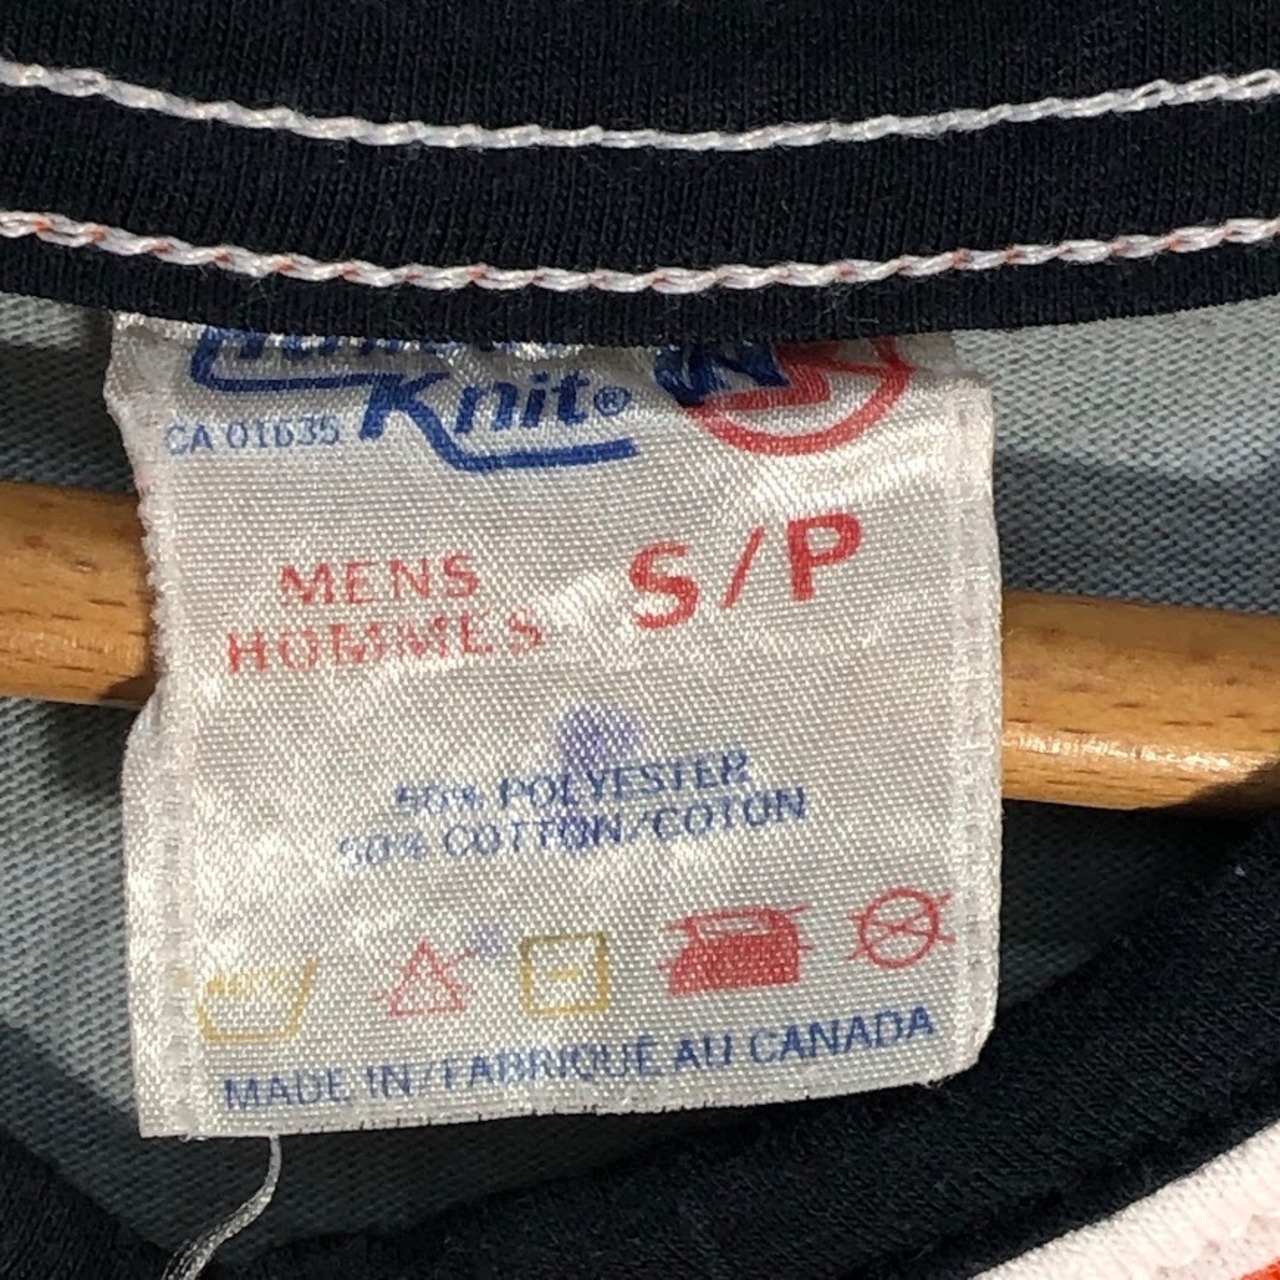 Knit®
CA 01635
MENS
HOMMES
S/P
50% POLYESTER
50% COTTON/COTON
MADE IN/FABRIQUÉ AU CANADA